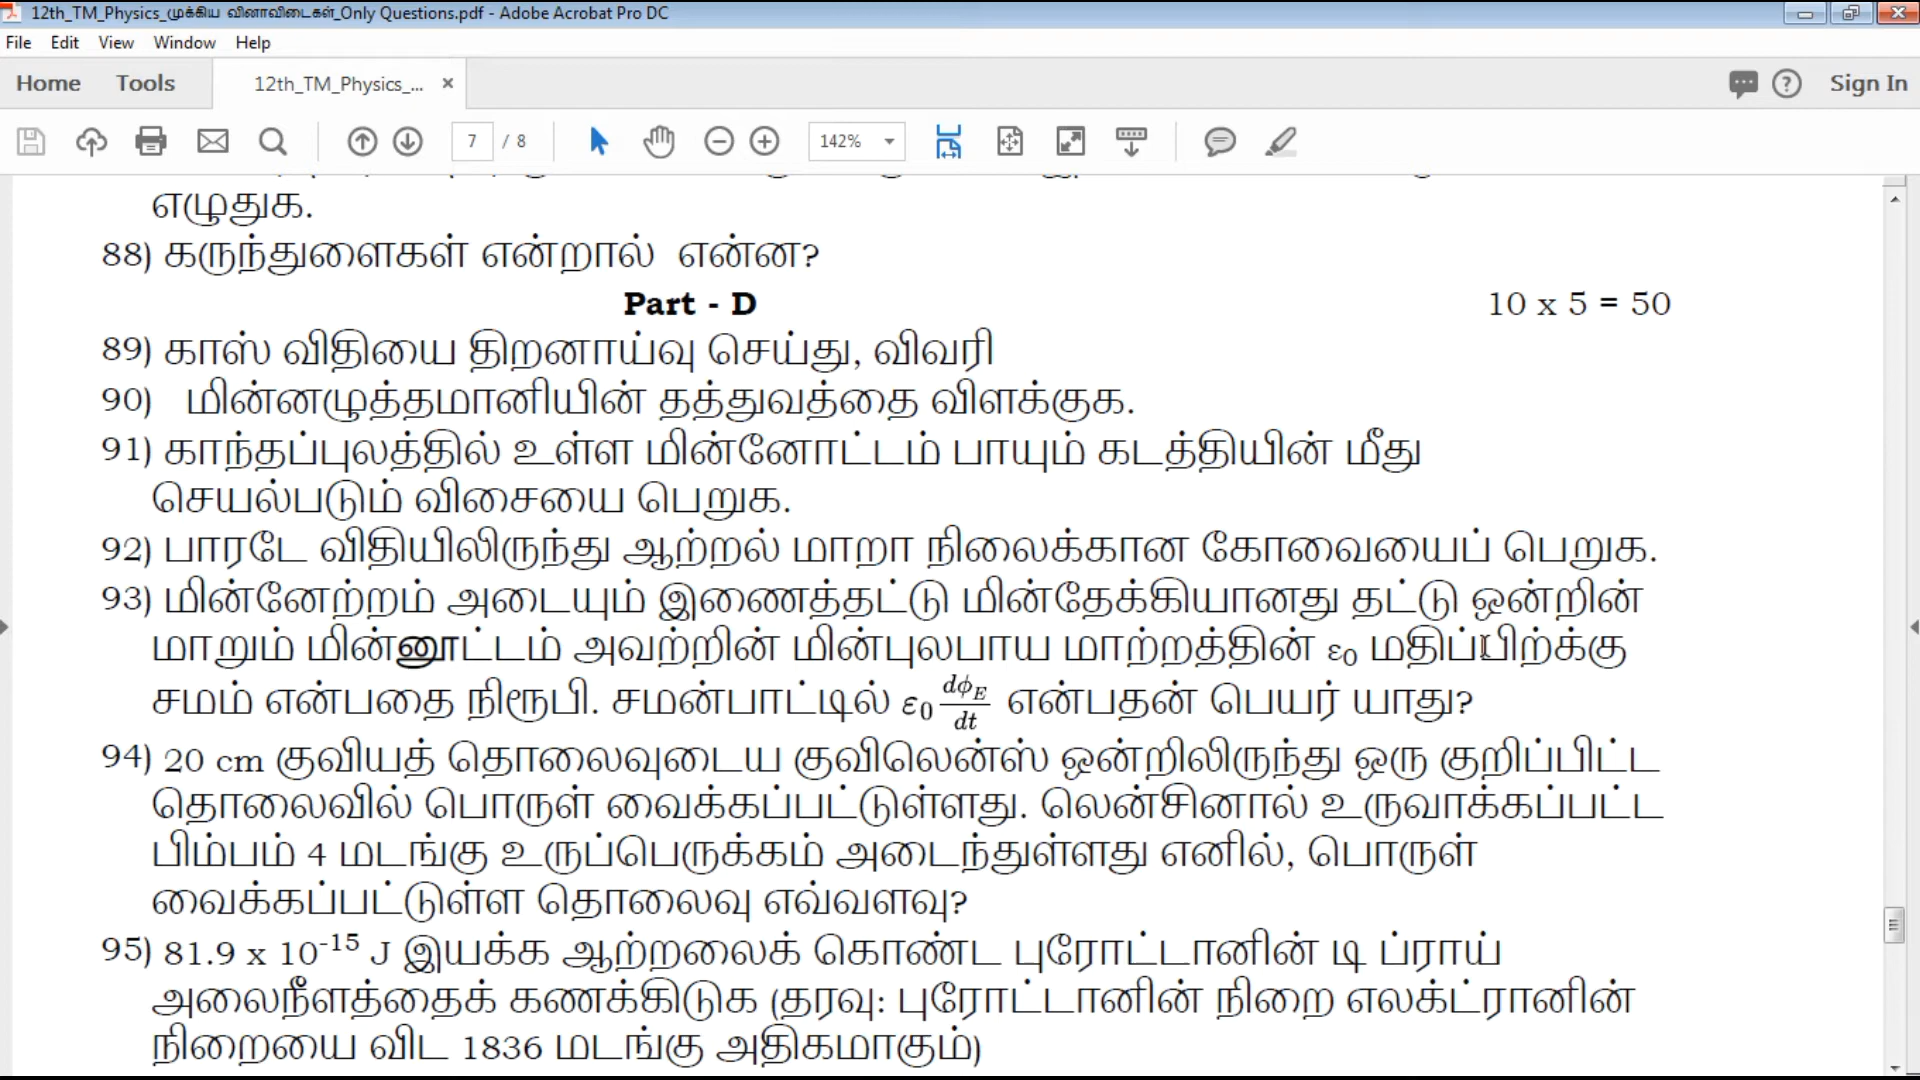 12th_TM_Physics_முக்கிய வினாவிடைகள்_Only Questions.pdf - Adobe Acrobat Pro DC
File Edit View Window Help
Home Tools 12th_TM_Physics_... × Sign In
7 / 8 142%
எழுதுக.
88) கருந்துளைகள் என்றால் என்ன?
Part - D 10 x 5 = 50
89) காஸ் விதியை திறனாய்வு செய்து, விவரி
90) மின்னழுத்தமானியின் தத்துவத்தை விளக்குக.
91) காந்தப்புலத்தில் உள்ள மின்னோட்டம் பாயும் கடத்தியின் மீது
செயல்படும் விசையை பெறுக.
92) பாரடே விதியிலிருந்து ஆற்றல் மாறா நிலைக்கான கோவையைப் பெறுக.
93) மின்னேற்றம் அடையும் இணைத்தட்டு மின்தேக்கியானது தட்டு ஒன்றின்
மாறும் மின்னூட்டம் அவற்றின் மின்புலபாய மாற்றத்தின் ε₀ மதிப்பிற்க்கு
சமம் என்பதை நிரூபி. சமன்பாட்டில் ε₀ dϕ_E/dt என்பதன் பெயர் யாது?
94) 20 cm குவியத் தொலைவுடைய குவிலென்ஸ் ஒன்றிலிருந்து ஒரு குறிப்பிட்ட
தொலைவில் பொருள் வைக்கப்பட்டுள்ளது. லென்சினால் உருவாக்கப்பட்ட
பிம்பம் 4 மடங்கு உருப்பெருக்கம் அடைந்துள்ளது எனில், பொருள்
வைக்கப்பட்டுள்ள தொலைவு எவ்வளவு?
95) 81.9 x 10⁻¹⁵ J இயக்க ஆற்றலைக் கொண்ட புரோட்டானின் டி ப்ராய்
அலைநீளத்தைக் கணக்கிடுக (தரவு: புரோட்டானின் நிறை எலக்ட்ரானின்
நிறையை விட 1836 மடங்கு அதிகமாகும்)